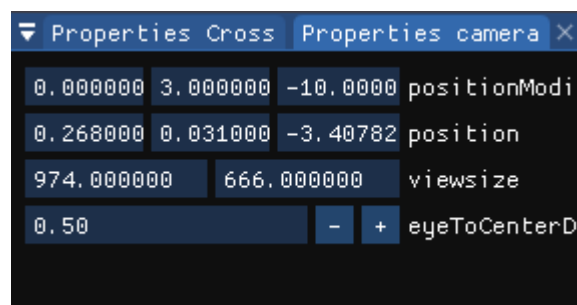 Properties Cross Properties camera ×
0.000000 3.000000 -10.0000 positionModi
0.268000 0.031000 -3.40782 position
974.000000 666.000000 viewsize
0.50 - + eyeToCenterD